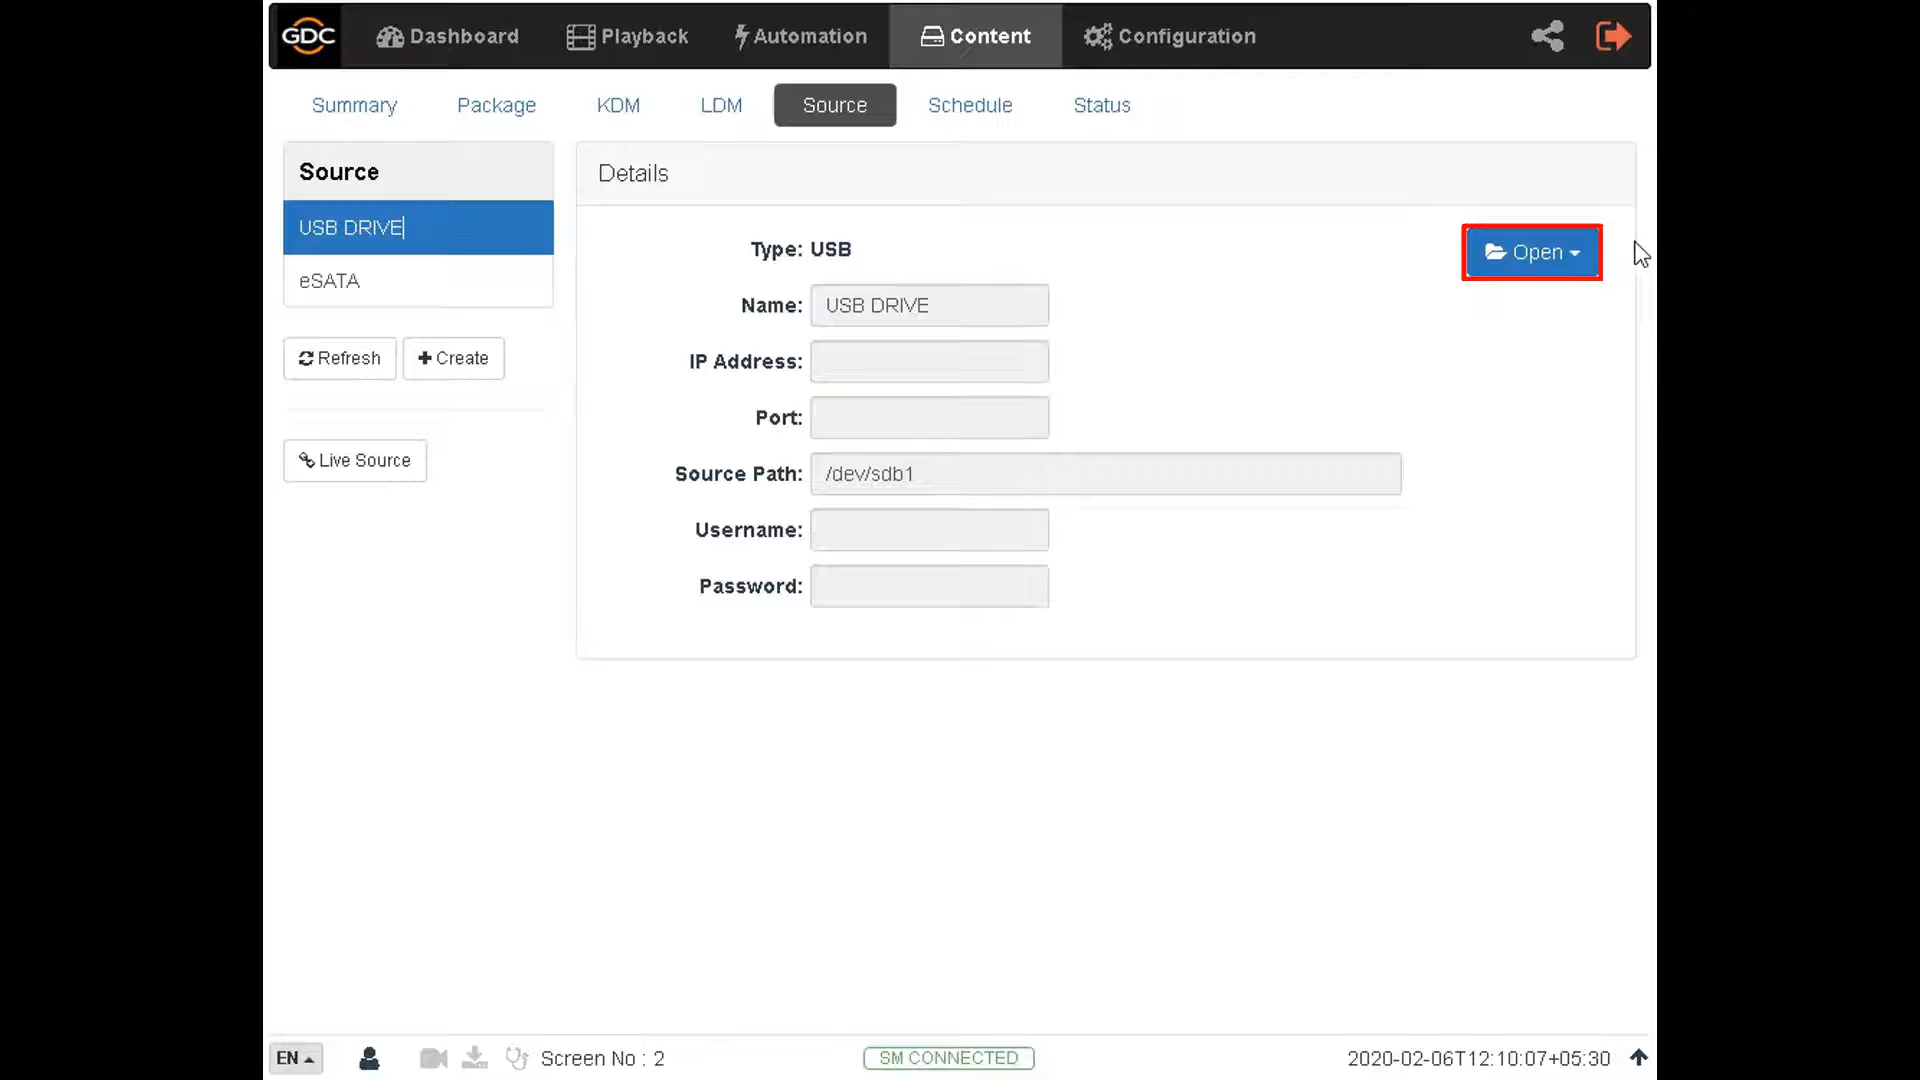 GDC Dashboard Playback Automation Content Configuration
Summary Package KDM LDM Source Schedule Status
Source
USB DRIVE
eSATA
Refresh Create
Live Source
Details
Type: USB
Open
Name: USB DRIVE
IP Address:
Port:
Source Path: /dev/sdb1
Username:
Password:
EN Screen No : 2 SM CONNECTED 2020-02-06T12:10:07+05:30